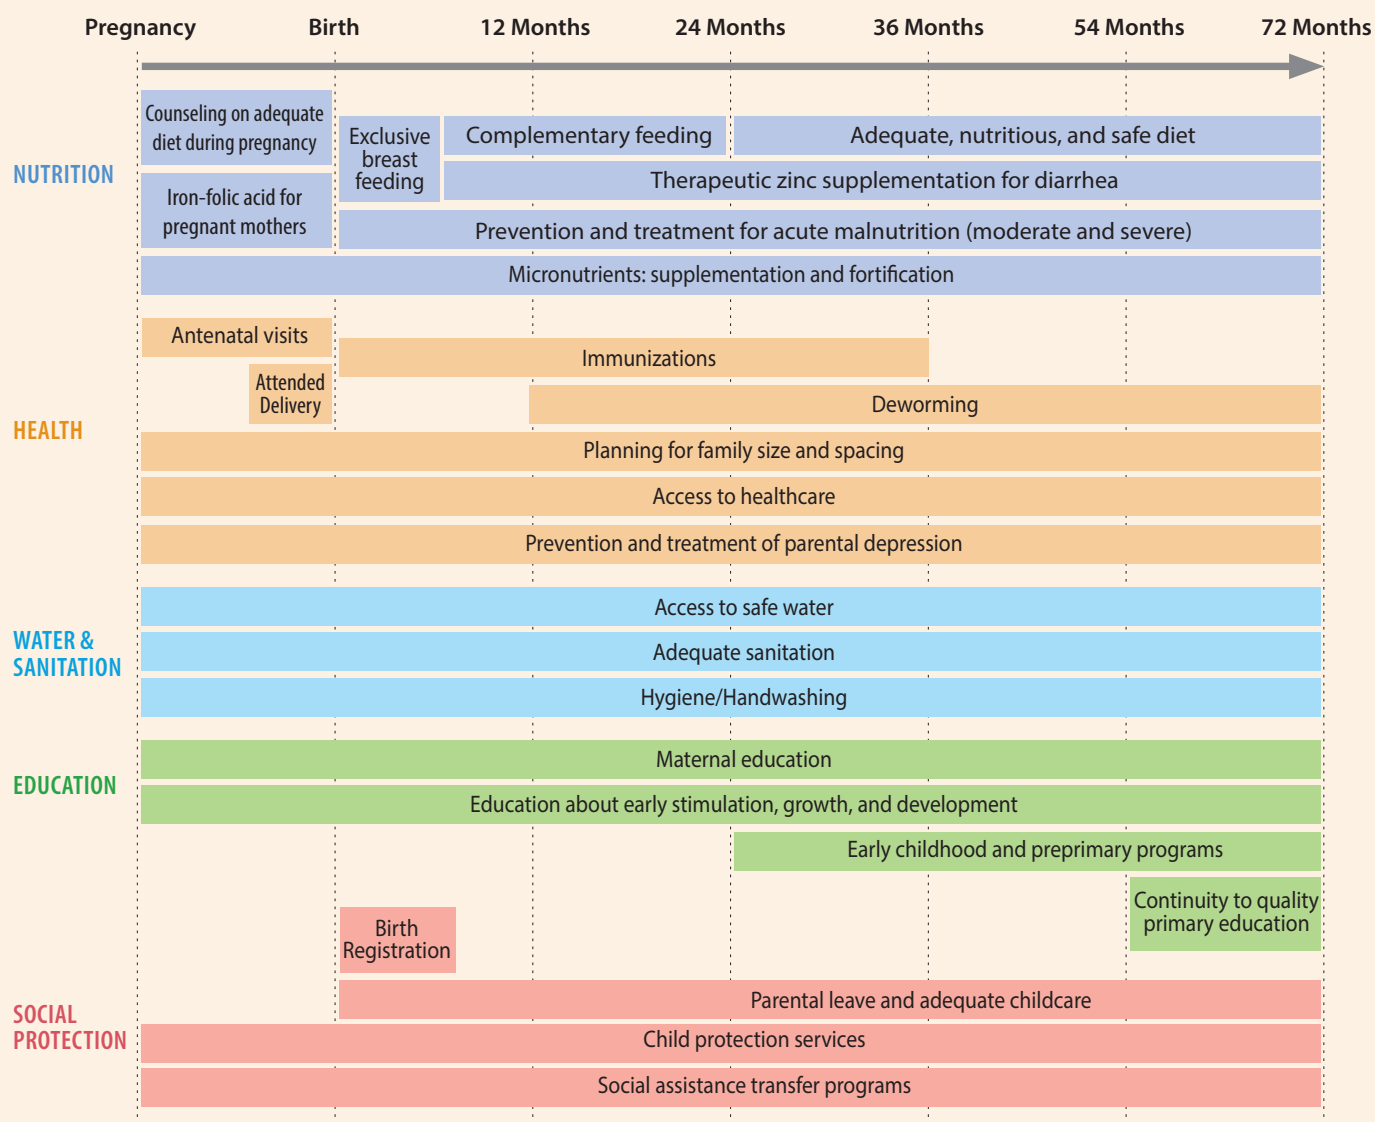 Pregnancy Birth 12 Months 24 Months 36 Months 54 Months 72 Months
NUTRITION
Counseling on adequate
diet during pregnancy
Iron-folic acid for
pregnant mothers
Exclusive
breast
feeding
Complementary feeding
Adequate, nutritious, and safe diet
Therapeutic zinc supplementation for diarrhea
Prevention and treatment for acute malnutrition (moderate and severe)
Micronutrients: supplementation and fortification
HEALTH
Antenatal visits
Immunizations
Attended
Delivery
Deworming
Planning for family size and spacing
Access to healthcare
Prevention and treatment of parental depression
WATER &
SANITATION
Access to safe water
Adequate sanitation
Hygiene/Handwashing
EDUCATION
Maternal education
Education about early stimulation, growth, and development
Early childhood and preprimary programs
Continuity to quality
primary education
SOCIAL
PROTECTION
Birth
Registration
Parental leave and adequate childcare
Child protection services
Social assistance transfer programs